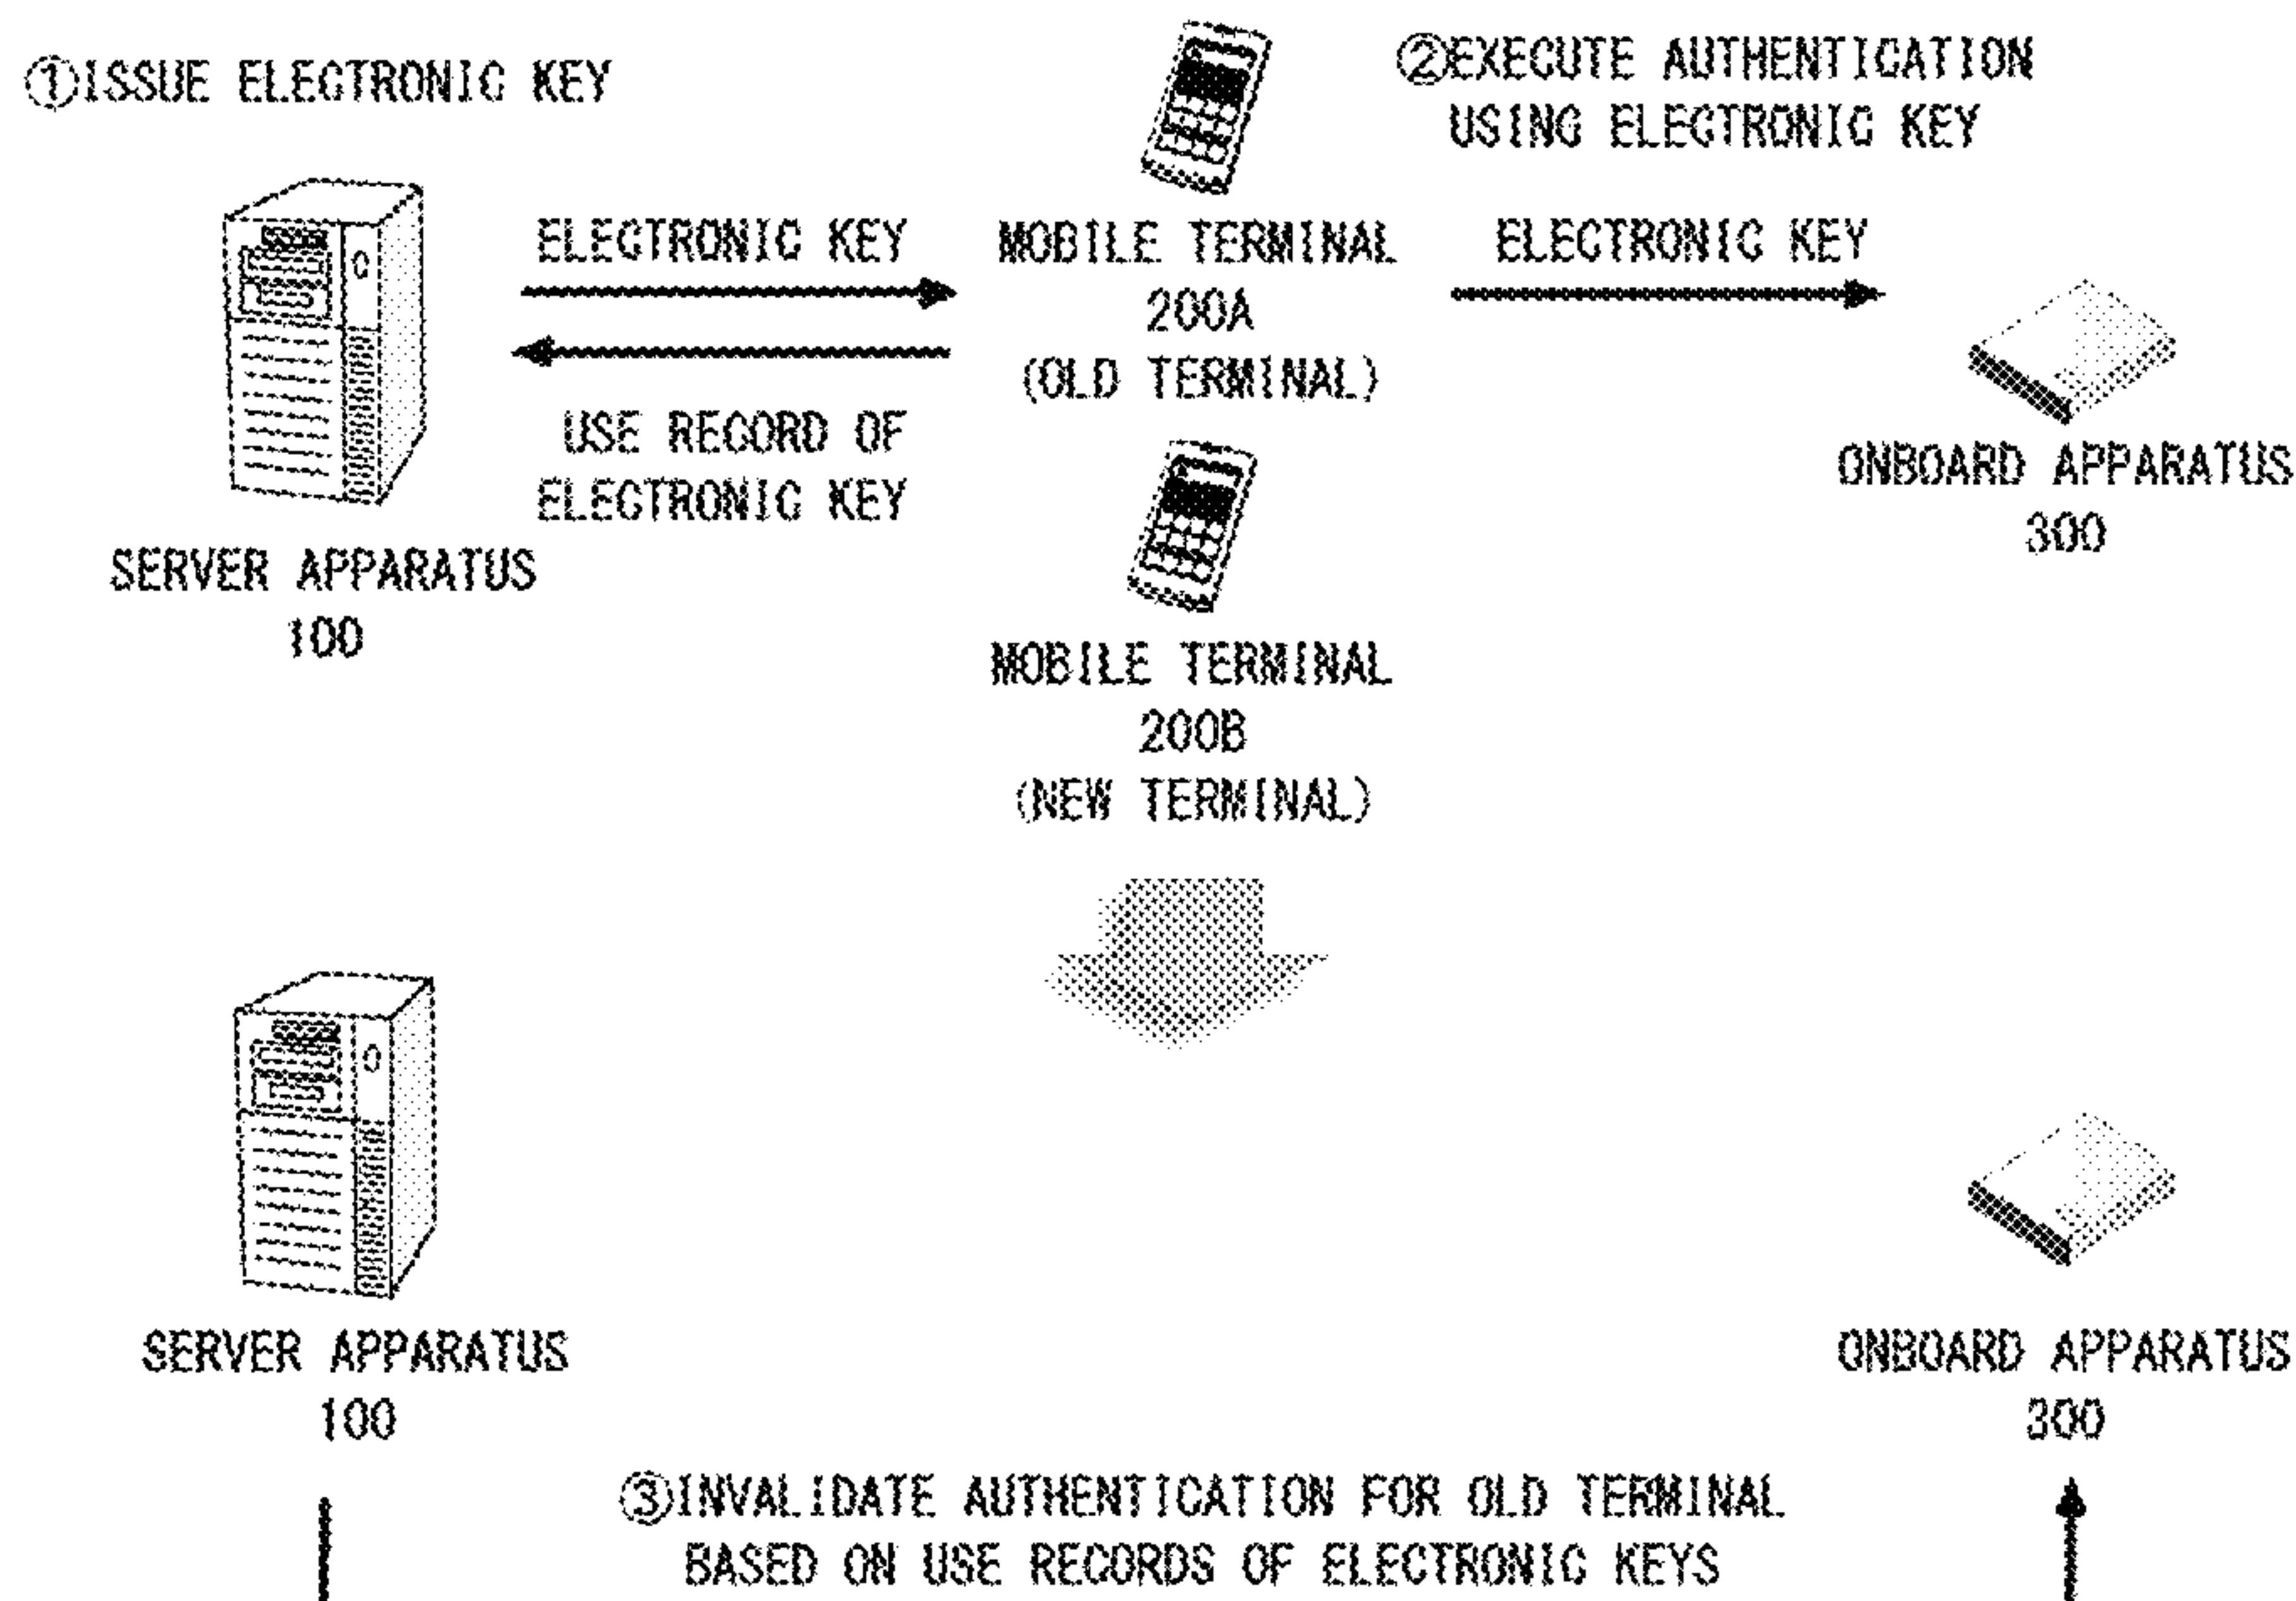 ①ISSUE ELECTRONIC KEY
②EXECUTE AUTHENTICATION
USING ELECTRONIC KEY
ELECTRONIC KEY
MOBILE TERMINAL
200A
(OLD TERMINAL)
ELECTRONIC KEY
USE RECORD OF
ELECTRONIC KEY
SERVER APPARATUS
100
ONBOARD APPARATUS
300
MOBILE TERMINAL
200B
(NEW TERMINAL)
SERVER APPARATUS
100
ONBOARD APPARATUS
300
③INVALIDATE AUTHENTICATION FOR OLD TERMINAL
BASED ON USE RECORDS OF ELECTRONIC KEYS